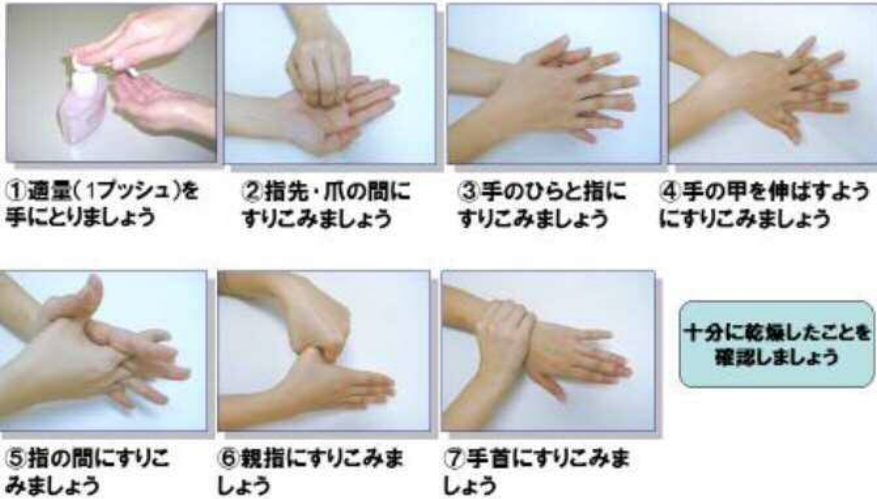 ①適量(1プッシュ)を
手にとりましょう
②指先・爪の間に
すりこみましょう
③手のひらと指に
すりこみましょう
④手の甲を伸ばすよう
にすりこみましょう
⑤指の間にすりこ
みましょう
⑥親指にすりこみま
しょう
⑦手首にすりこみま
しょう
十分に乾燥したことを
確認しましょう